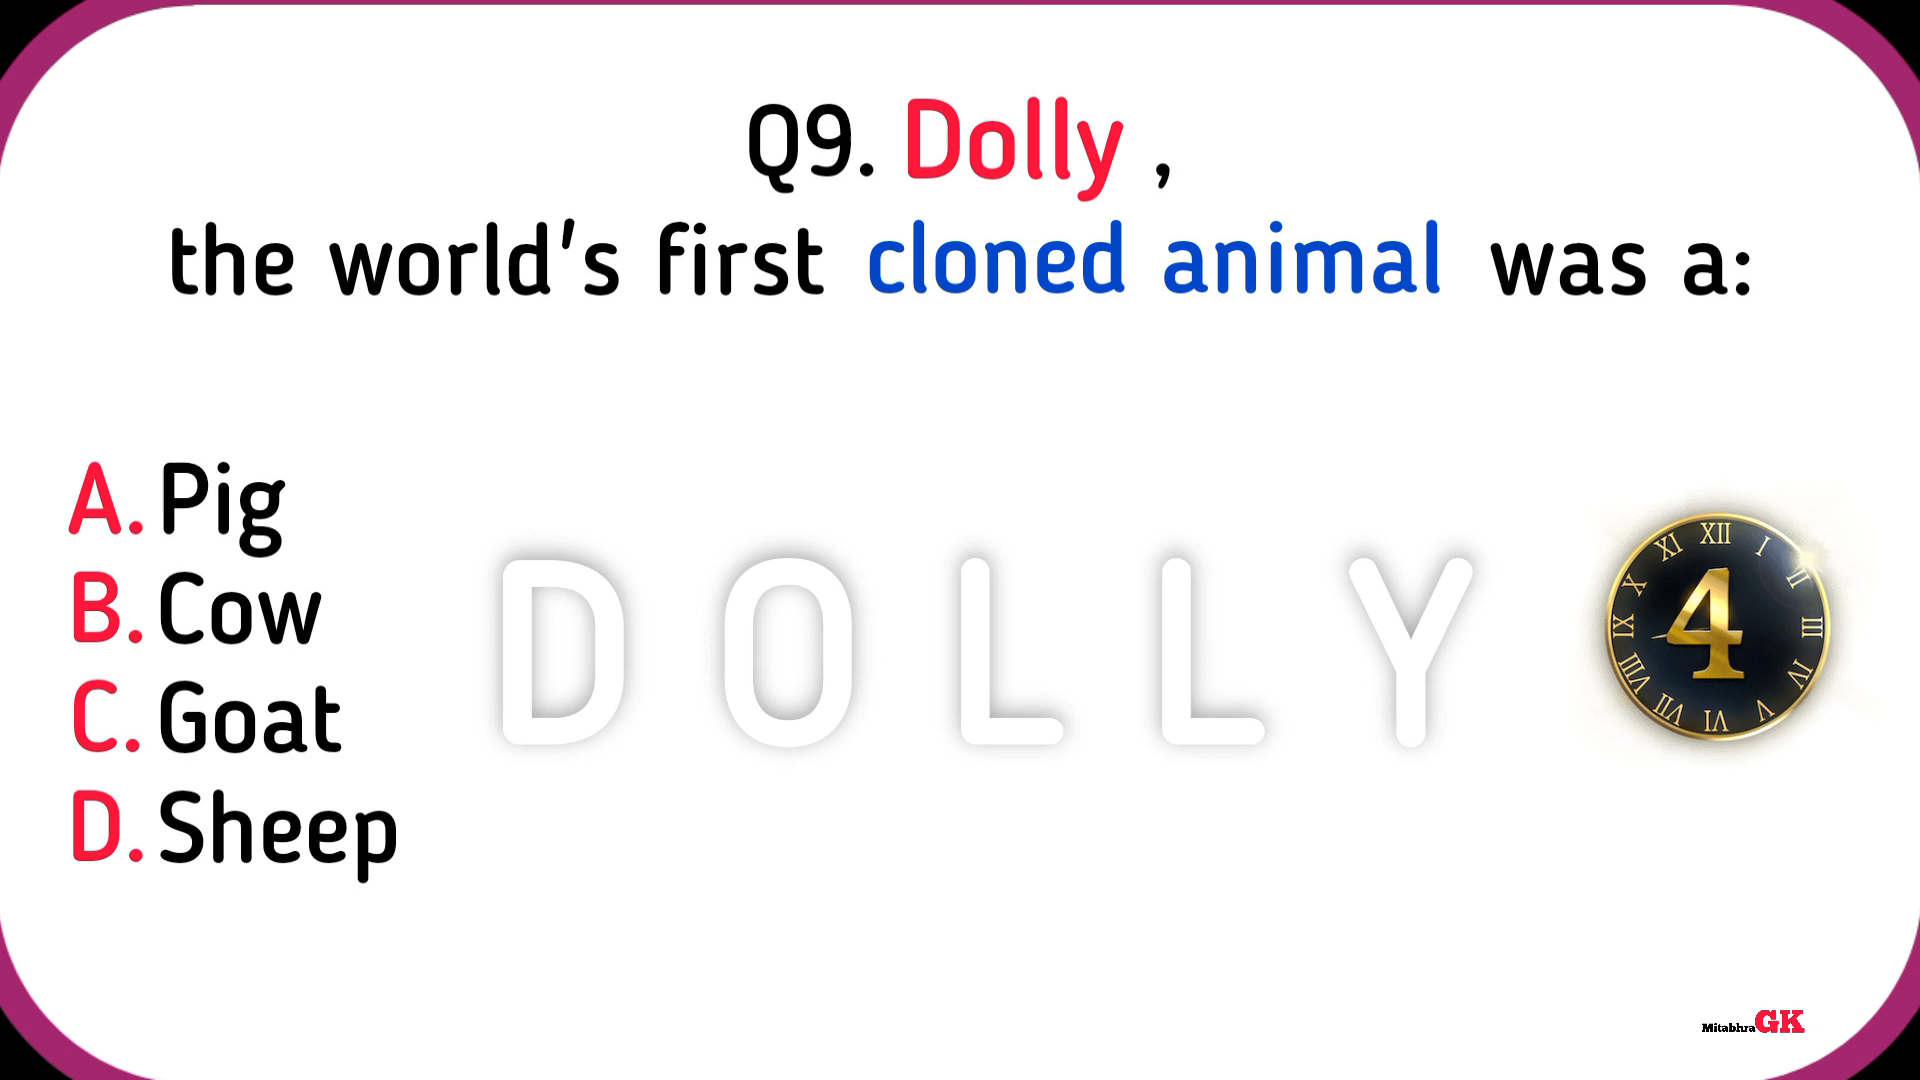 Q9. Dolly ,
the world's first cloned animal was a:
A. Pig
B. Cow
C. Goat
D. Sheep
D O L L Y
XII
I
II
III
IV
V
VI
VII
VIII
IX
X
XI
4
MitabhraGK